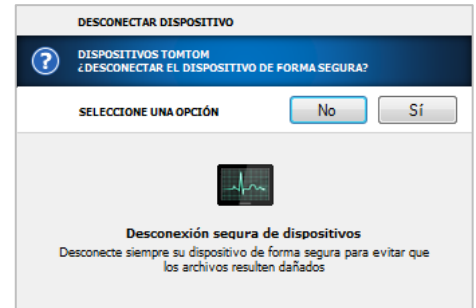 DESCONECTAR DISPOSITIVO
DISPOSITIVOS TOMTOM
¿DESCONECTAR EL DISPOSITIVO DE FORMA SEGURA?
SELECCIONE UNA OPCIÓN No Sí
Desconexión segura de dispositivos
Desconecte siempre su dispositivo de forma segura para evitar que
los archivos resulten dañados